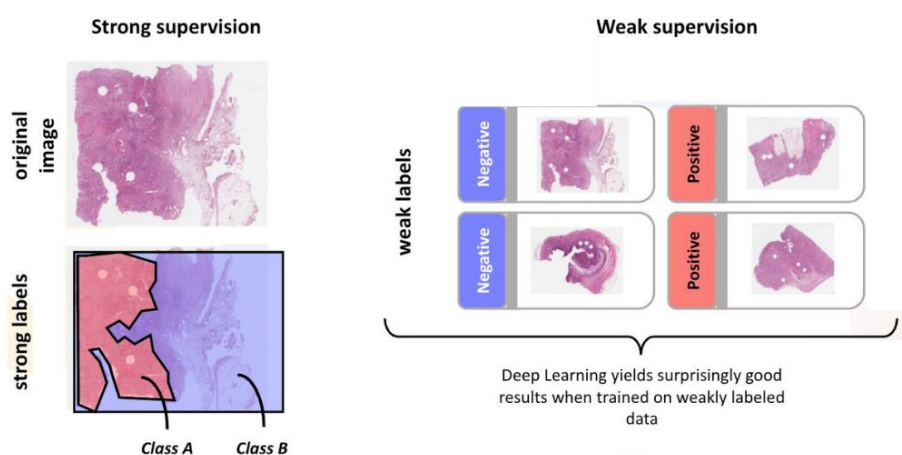 Strong supervision
Weak supervision
original
image
strong labels
Class A
Class B
weak labels
Negative
Positive
Negative
Positive
Deep Learning yields surprisingly good
results when trained on weakly labeled
data